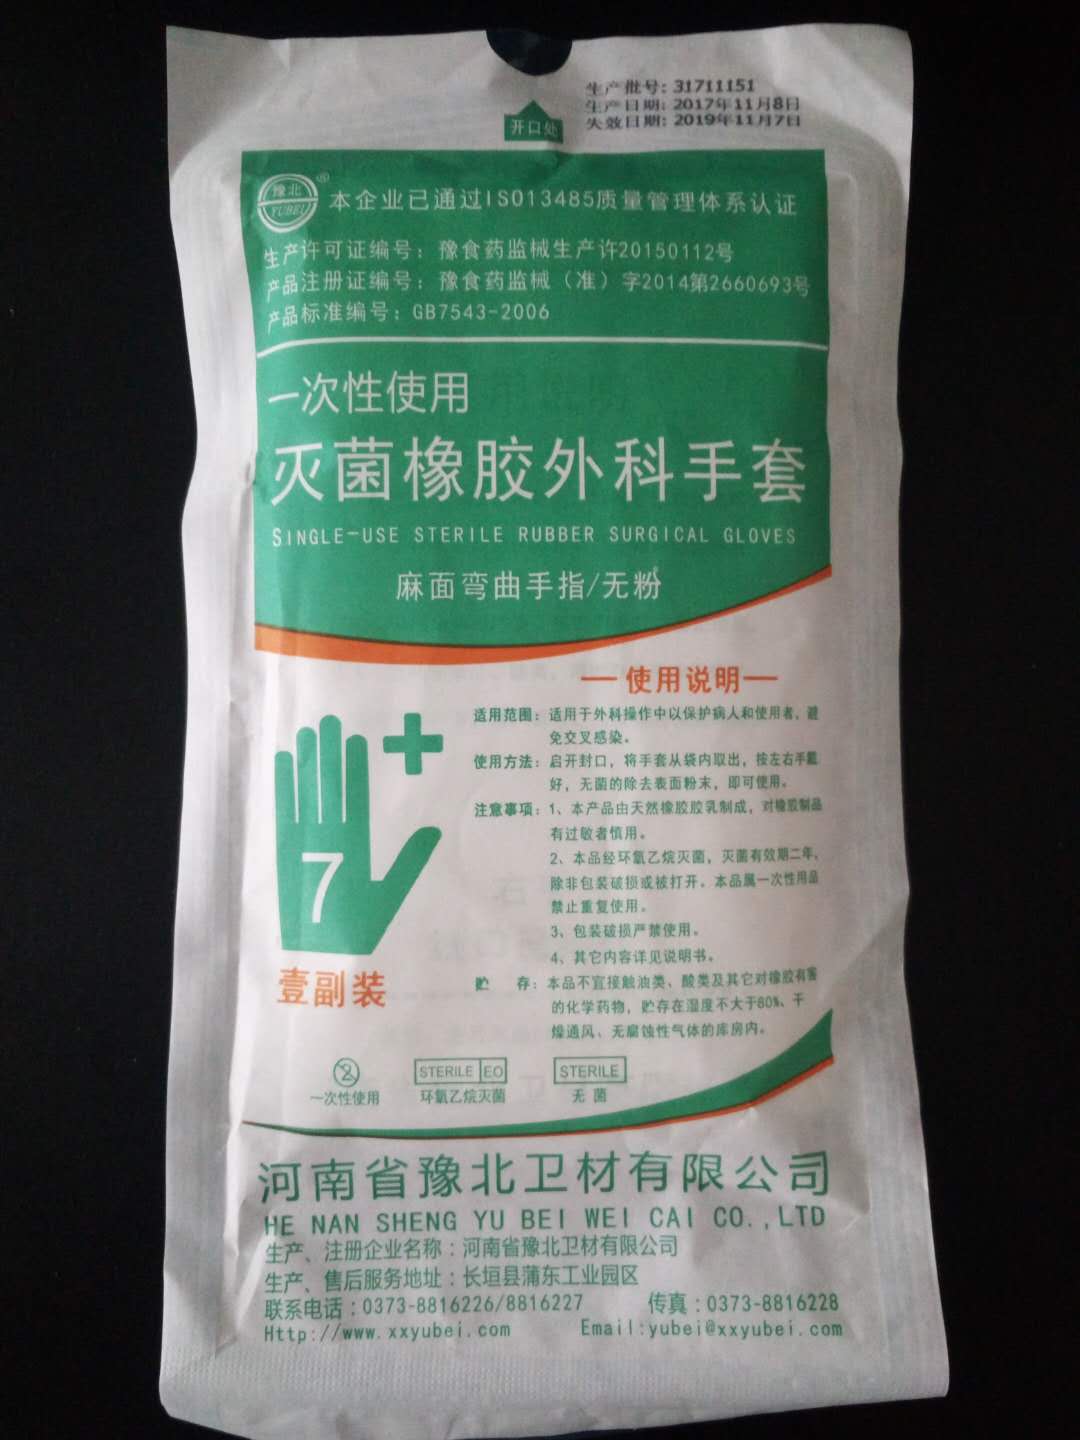 生产批号: 31711151
生产日期: 2017年11月8日
失效日期: 2019年11月7日
开口处
豫北
YUBEI
®
本企业已通过ISO13485质量管理体系认证
生产许可证编号：豫食药监械生产许20150112号
产品注册证编号：豫食药监械（准）字2014第2660693号
产品标准编号：GB7543-2006
一次性使用
灭菌橡胶外科手套
SINGLE-USE STERILE RUBBER SURGICAL GLOVES
麻面弯曲手指/无粉
使用说明
适用范围：适用于外科操作中以保护病人和使用者，避
免交叉感染。
使用方法：启开封口，将手套从袋内取出，按左右手戴
好，无菌的除去表面粉末，即可使用。
注意事项：1、本产品由天然橡胶胶乳制成，对橡胶制品
有过敏者慎用。
2、本品经环氧乙烷灭菌，灭菌有效期二年，
除非包装破损或被打开。本品属一次性用品
禁止重复使用。
3、包装破损严禁使用。
4、其它内容详见说明书。
贮 存：本品不宜接触油类、酸类及其它对橡胶有害
的化学药物，贮存在湿度不大于80%、干
燥通风、无腐蚀性气体的库房内。
7
壹副装
2
STERILE EO
STERILE
一次性使用
环氧乙烷灭菌
无菌
河南省豫北卫材有限公司
HE NAN SHENG YU BEI WEI CAI CO.,LTD
生产、注册企业名称：河南省豫北卫材有限公司
生产、售后服务地址：长垣县蒲东工业园区
联系电话：0373-8816226/8816227 传真：0373-8816228
Http://www.xxyubei.com Email:yubei@xxyubei.com